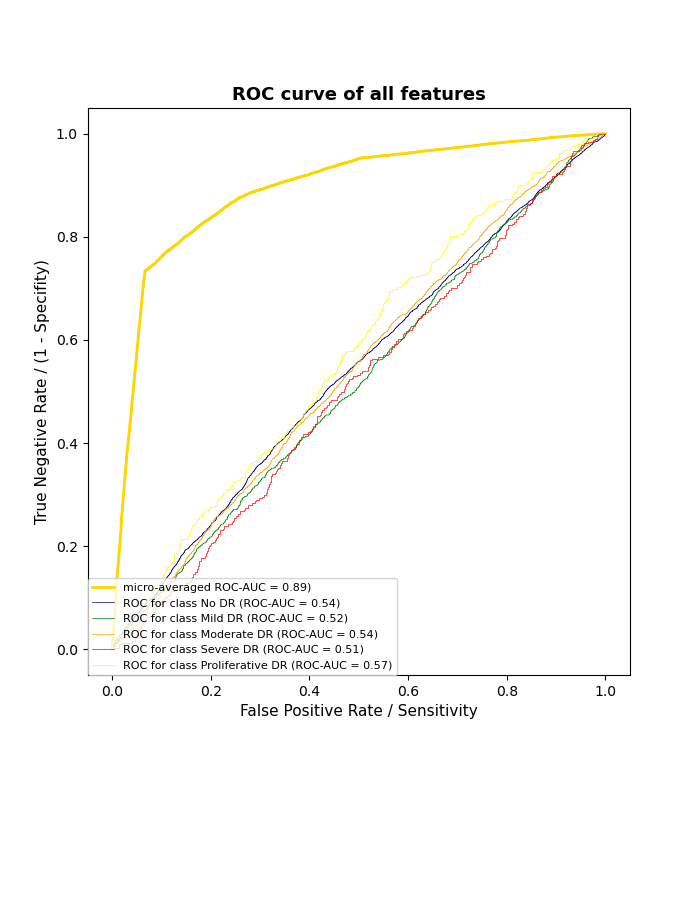 ROC curve of all features
True Negative Rate / (1 - Specifity)
1.0
0.8
0.6
0.4
0.2
0.0
micro-averaged ROC-AUC = 0.89)
ROC for class No DR (ROC-AUC = 0.54)
ROC for class Mild DR (ROC-AUC = 0.52)
ROC for class Moderate DR (ROC-AUC = 0.54)
ROC for class Severe DR (ROC-AUC = 0.51)
ROC for class Proliferative DR (ROC-AUC = 0.57)
0.0 0.2 0.4 0.6 0.8 1.0
False Positive Rate / Sensitivity